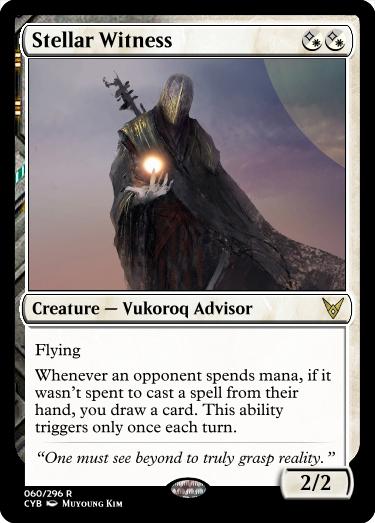 Stellar Witness
Creature — Vukoroq Advisor
Flying
Whenever an opponent spends mana, if it
wasn't spent to cast a spell from their
hand, you draw a card. This ability
triggers only once each turn.
“One must see beyond to truly grasp reality.”
2/2
060/296 R
CYB Muyoung Kim